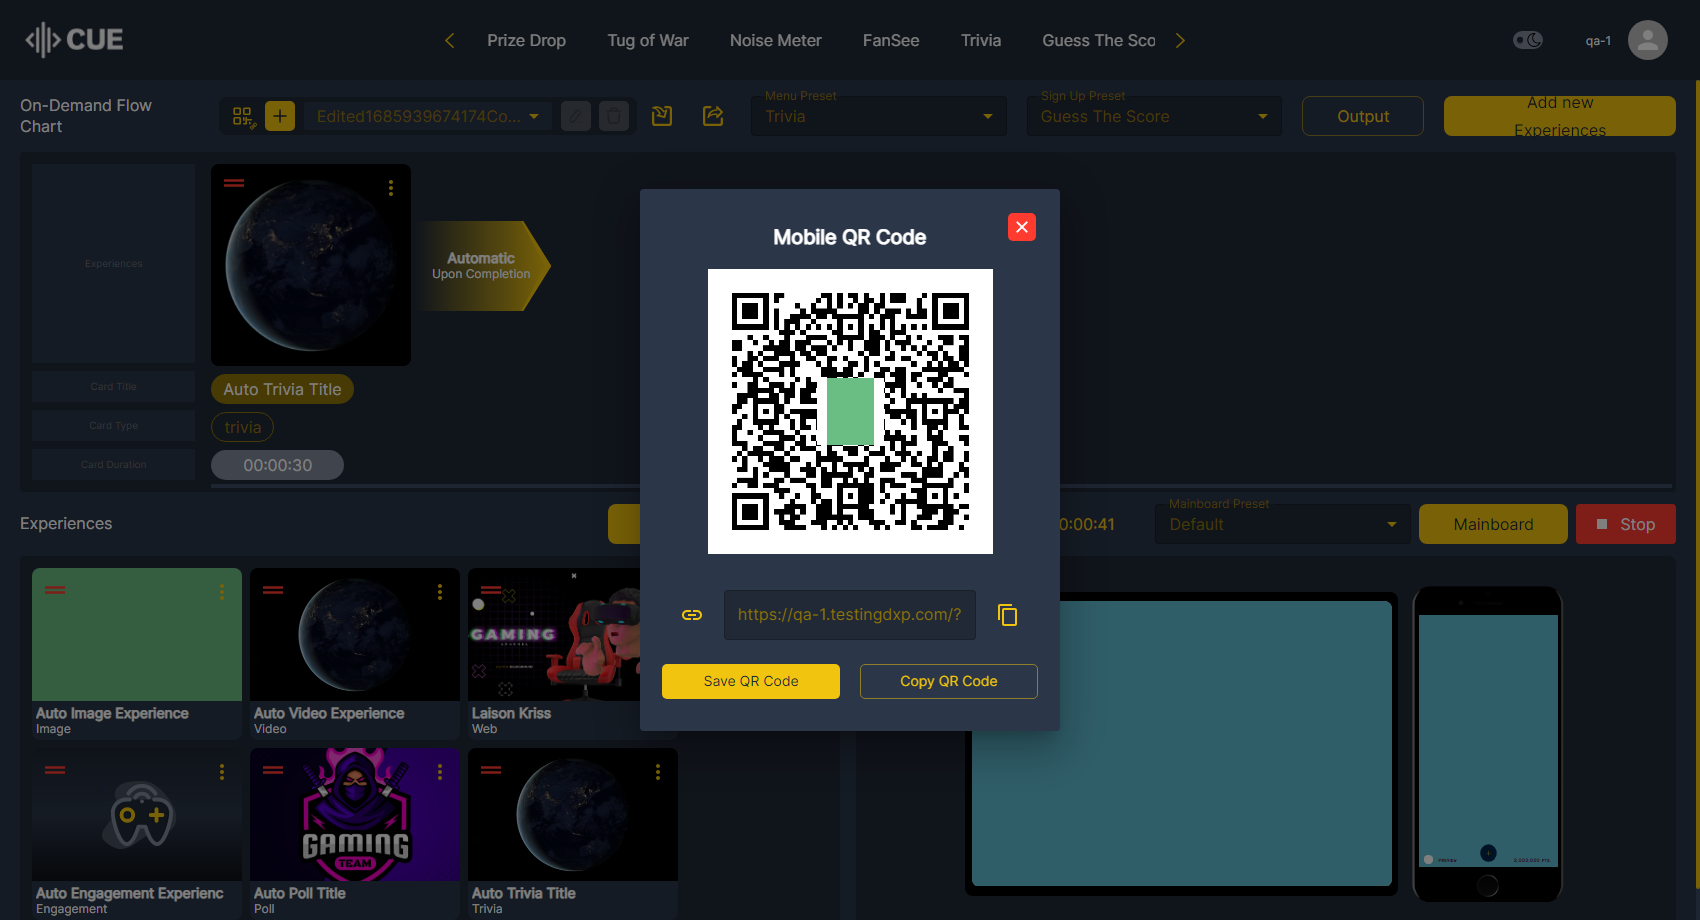 CUE
Prize Drop
Tug of War
Noise Meter
FanSee
Trivia
Guess The Sco
qa-1
On-Demand Flow
Chart
Edited1685939674174Co...
Menu Preset
Trivia
Sign Up Preset
Guess The Score
Output
Add new
Experiences
Experiences
Automatic
Upon Completion
Card Title
Auto Trivia Title
Card Type
trivia
Card Duration
00:00:30
Mobile QR Code
https://qa-1.testingdxp.com/?
Save QR Code
Copy QR Code
Experiences
0:00:41
Mainboard Preset
Default
Mainboard
Stop
GAMING
Auto Image Experience
Image
Auto Video Experience
Video
Laison Kriss
Web
GAMING
TEAM
Auto Engagement Experienc
Engagement
Auto Poll Title
Poll
Auto Trivia Title
Trivia
PREVIEW